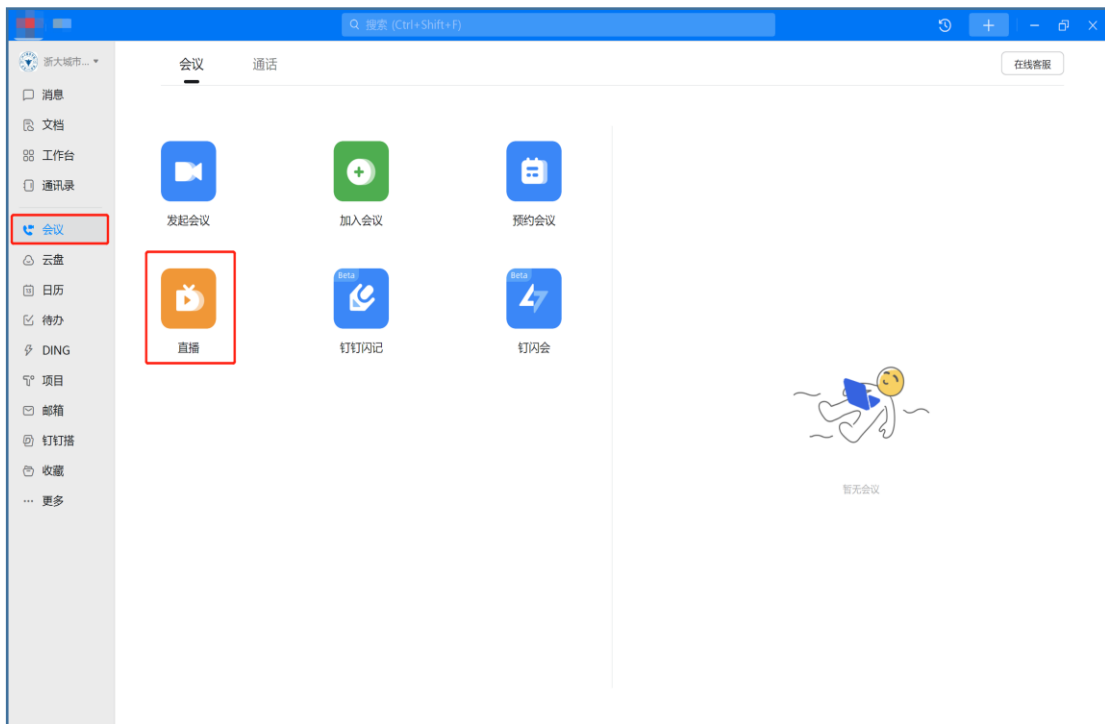 搜索 (Ctrl+Shift+F)
浙大城市...
会议 通话
在线客服
消息
文档
工作台
通讯录
会议
云盘
日历
待办
DING
项目
邮箱
钉钉搭
收藏
更多
发起会议 加入会议 预约会议
Beta Beta
直播 钉钉闪记 钉闪会
暂无会议